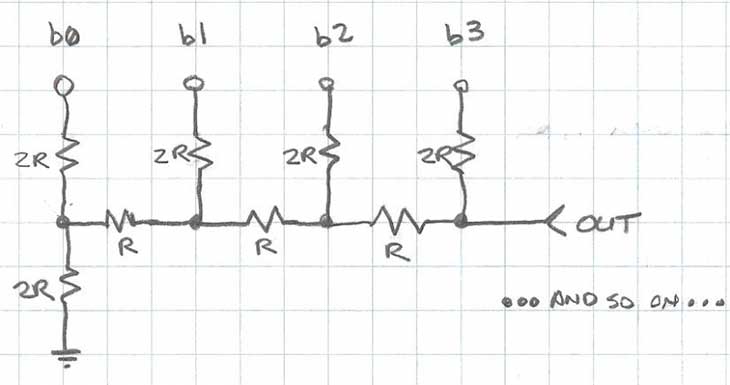 b0 b1 b2 b3
2R 2R 2R 2R
OUT
R R R
2R
... AND SO ON ...